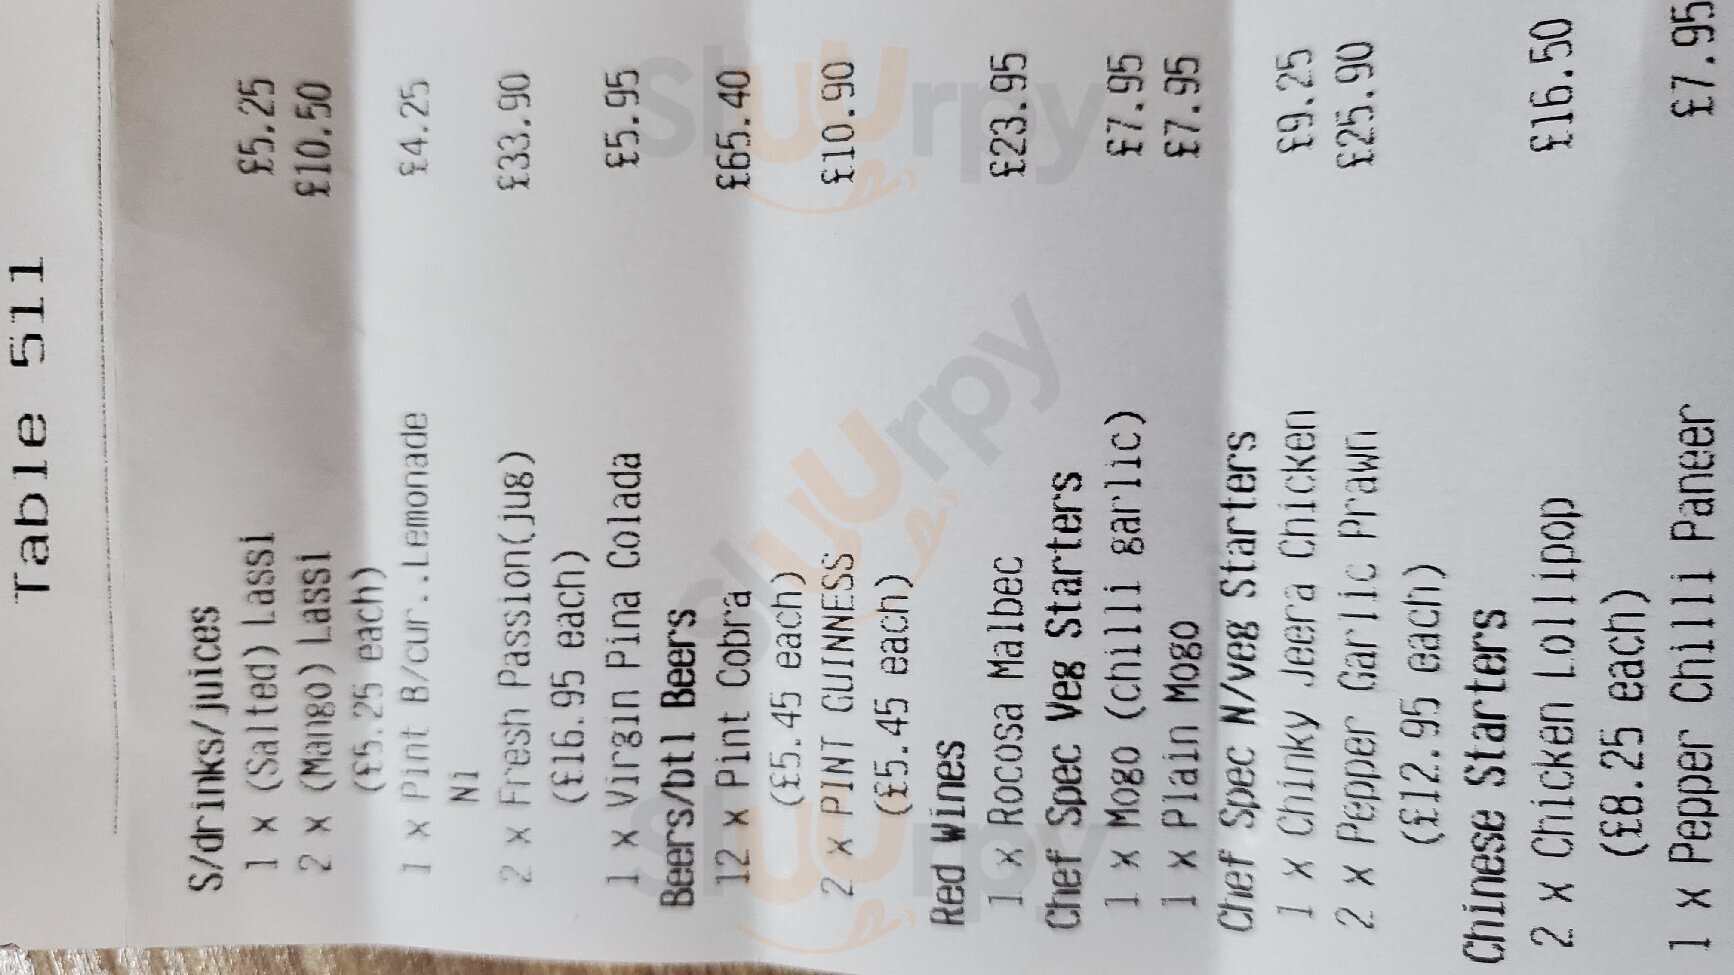 Table 511
S/drinks/juices
1 x (Salted) Lassi £5.25
2 x (Mango) Lassi £10.50
(£5.25 each)
1 x Pint B/cur..Lemonade £4.25
Ni
2 x Fresh Passion(jug) £33.90
(£16.95 each)
1 x Virgin Pina Colada £5.95
Beers/btl Beers
12 x Pint Cobra £65.40
(£5.45 each)
2 x PINT GUINNESS £10.90
(£5.45 each)
Red Wines
1 x Rocosa Malbec £23.95
Chef Spec Veg Starters
1 x Mogo (chilli garlic) £7.95
1 x Plain Mogo £7.95
Chef Spec N/veg Starters
1 x Chinky Jeera Chicken £9.25
2 x Pepper Garlic Prawn £25.90
(£12.95 each)
Chinese Starters
2 x Chicken Lollipop £16.50
(£8.25 each)
1 x Pepper Chilli Paneer £7.95
Slurpy
Slurpy
Slurpy